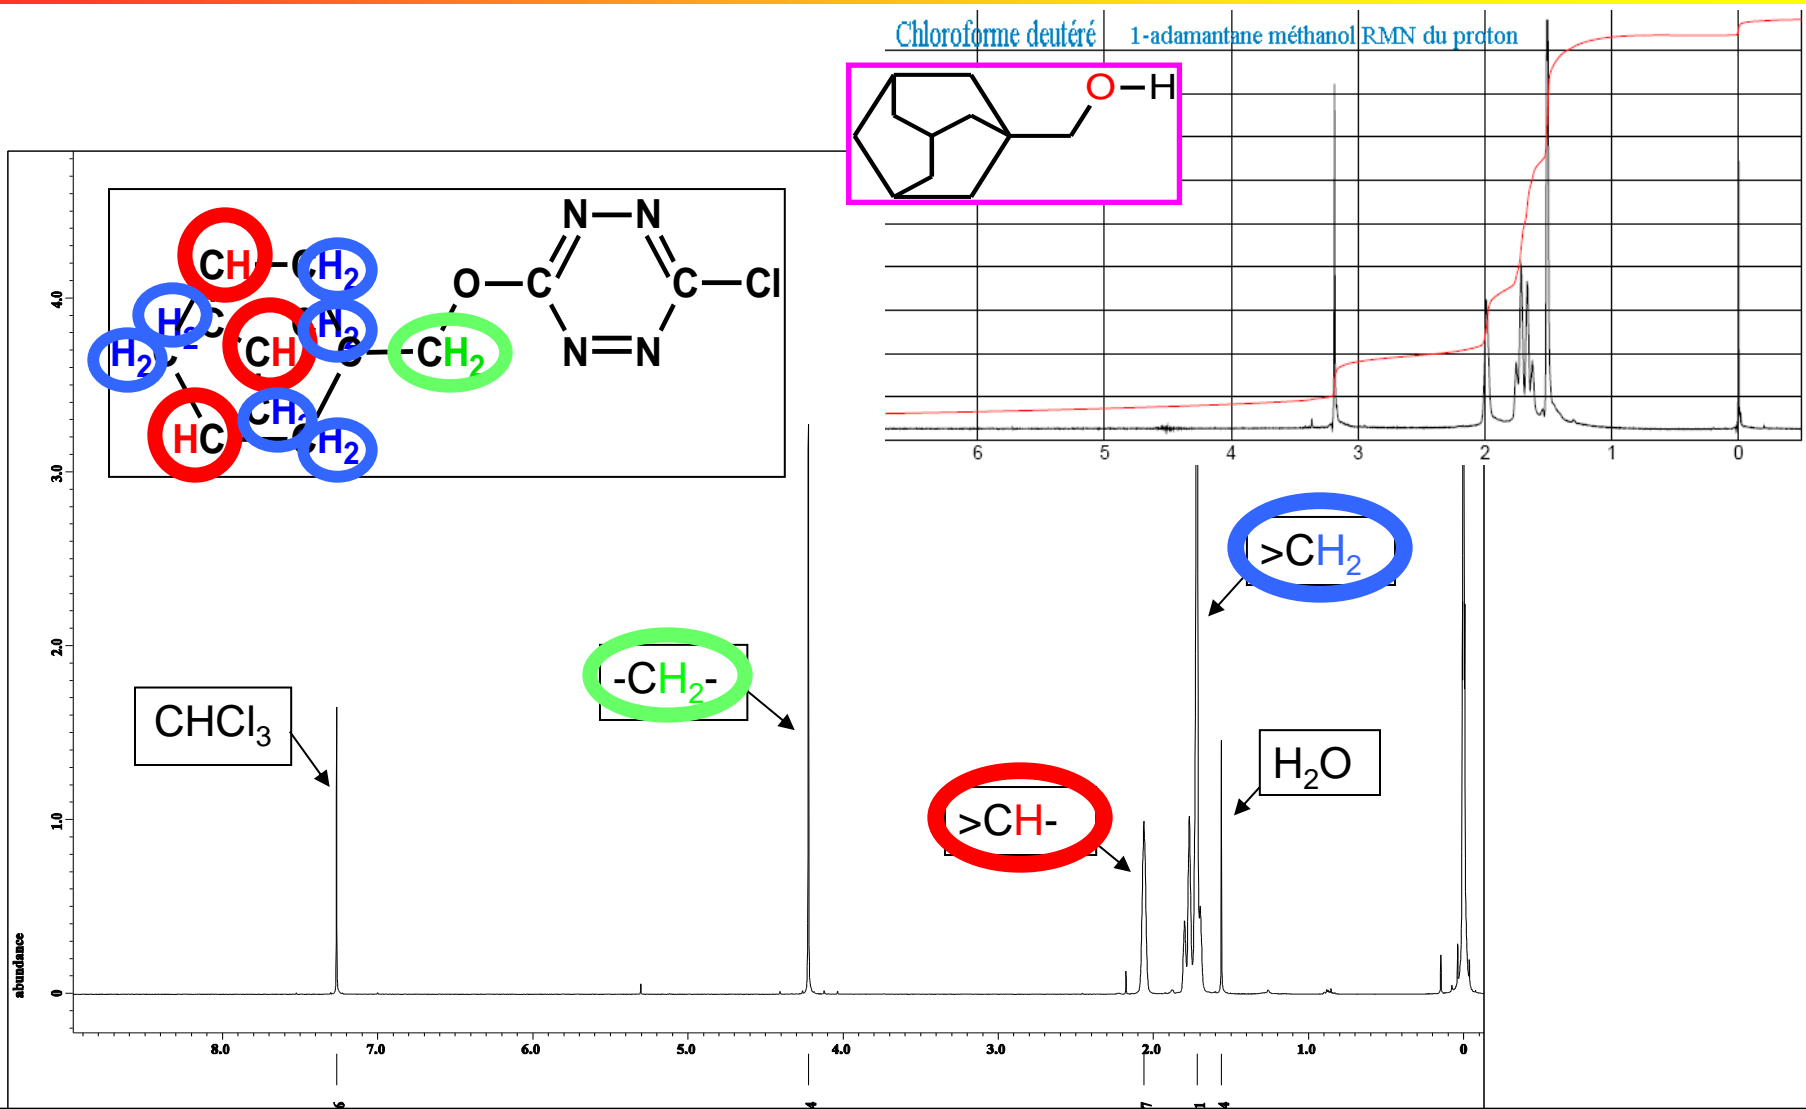 Chloroforme deutéré 1-adamantane méthanol RMN du proton
O-H
6 5 4 3 2 1 0
N N
CH CH2
O C C Cl
H2 C CH2
H2C CH C CH2
N N
CH2
HC CH2
>CH2
-CH2-
CHCl3
H2O
>CH-
abundance
4.0
3.0
2.0
1.0
0
8.0 7.0 6.0 5.0 4.0 3.0 2.0 1.0 0